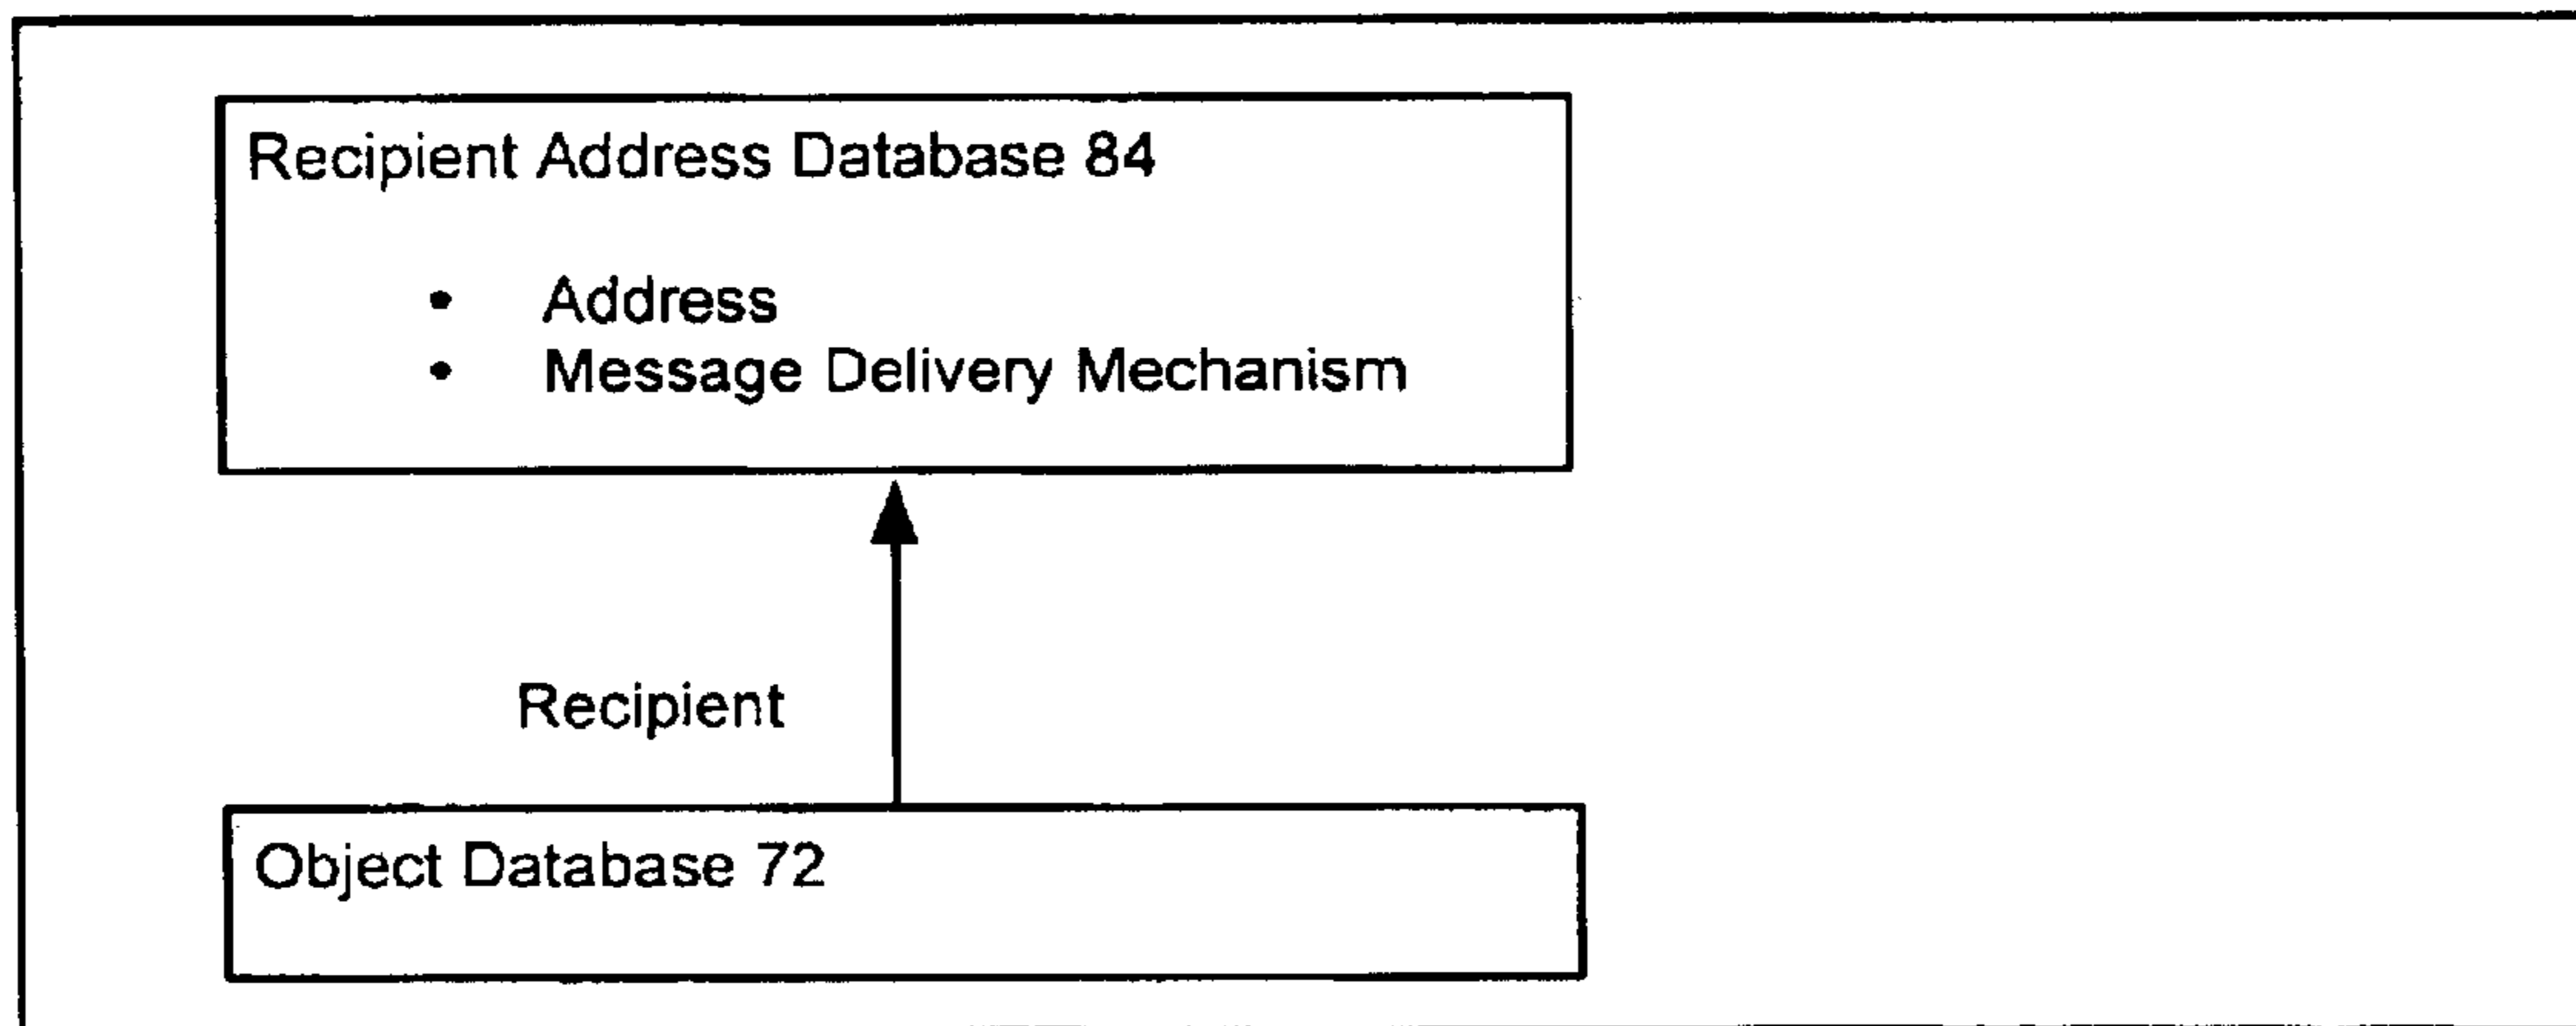 Recipient Address Database 84
• Address
• Message Delivery Mechanism
Recipient
Object Database 72